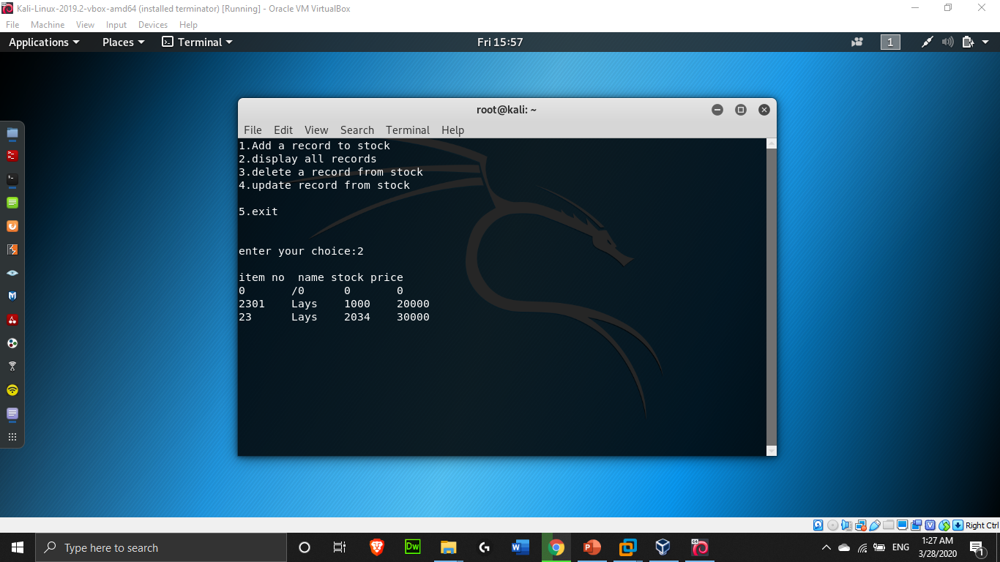 Kali-Linux-2019.2-vbox-amd64 (installed terminator) [Running] - Oracle VM VirtualBox
File Machine View Input Devices Help
Applications Places Terminal Fri 15:57 1
root@kali: ~
File Edit View Search Terminal Help
1.Add a record to stock
2.display all records
3.delete a record from stock
4.update record from stock
5.exit
enter your choice:2
item no name stock price
0 /0 0 0
2301 Lays 1000 20000
23 Lays 2034 30000
Right Ctrl
Type here to search Dw ENG 1:27 AM
3/28/2020 1